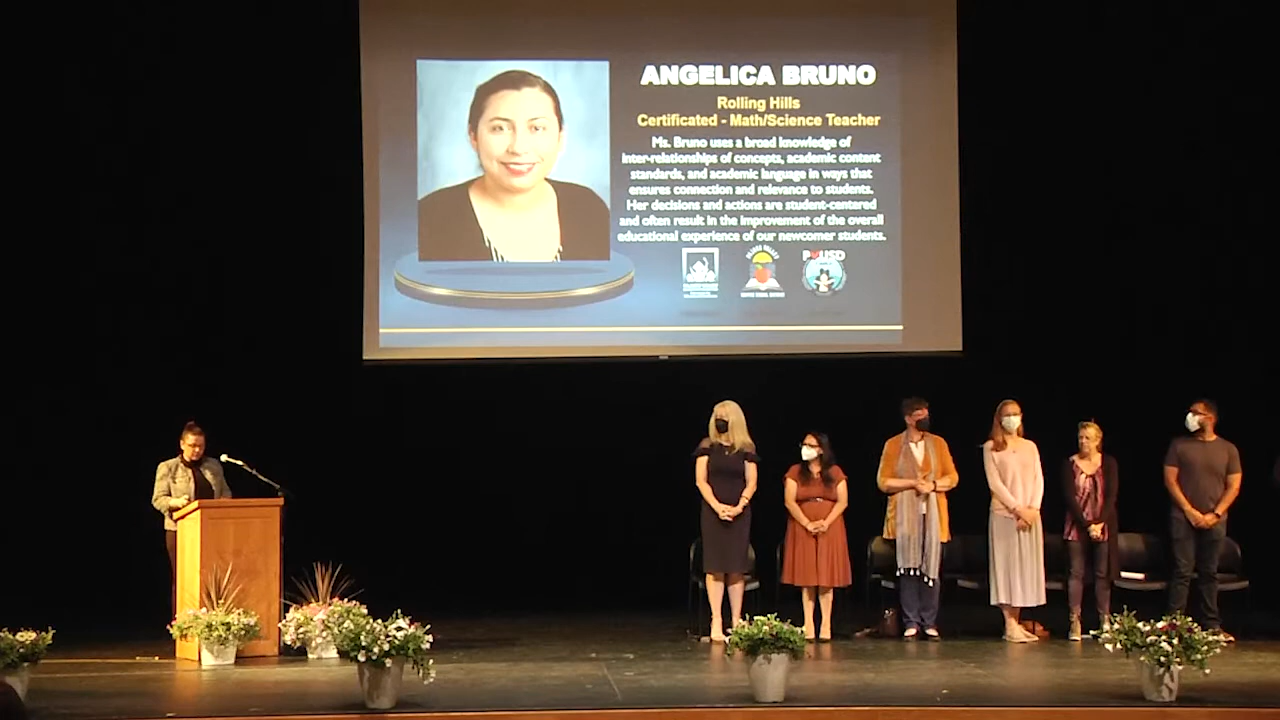 ANGELICA BRUNO
Rolling Hills
Certificated - Math/Science Teacher
Ms. Bruno uses a broad knowledge of
inter-relationships of concepts, academic content
standards, and academic language in ways that
ensures connection and relevance to students.
Her decisions and actions are student-centered
and often result in the improvement of the overall
educational experience of our newcomer students.